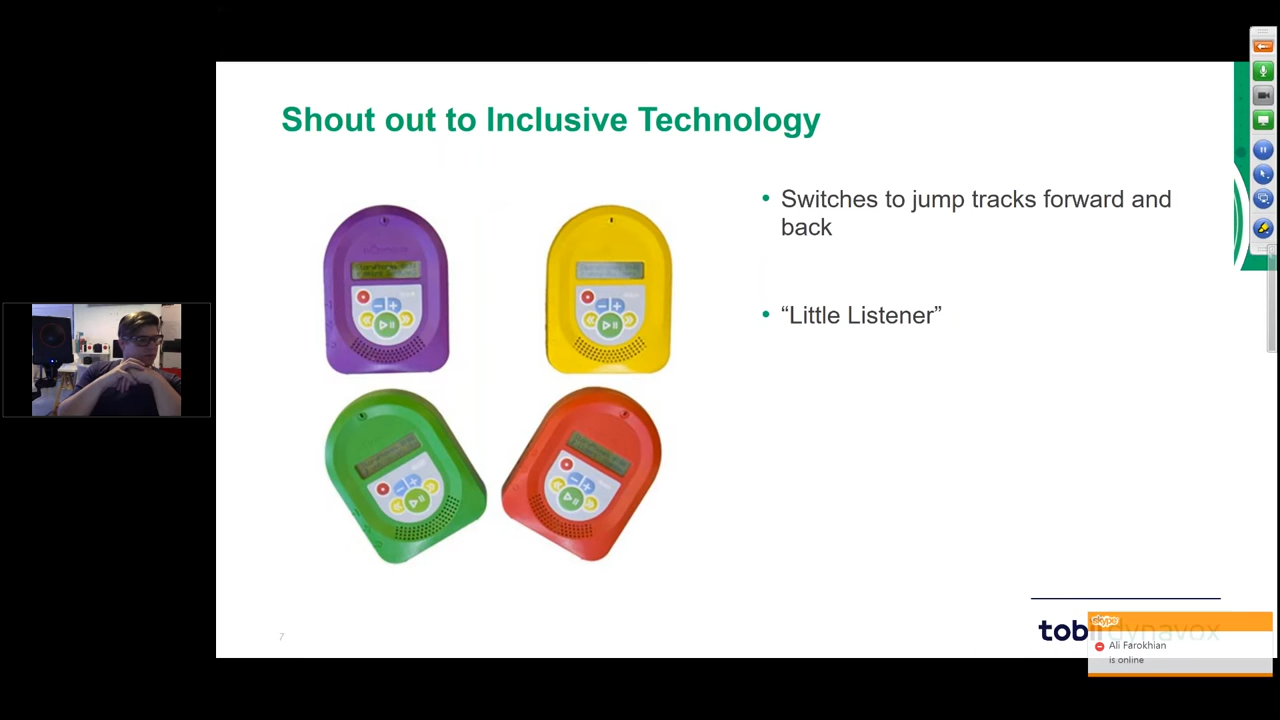 Shout out to Inclusive Technology
• Switches to jump tracks forward and
back
• “Little Listener”
7
tobii dynavox
skype
Ali Farokhian
is online